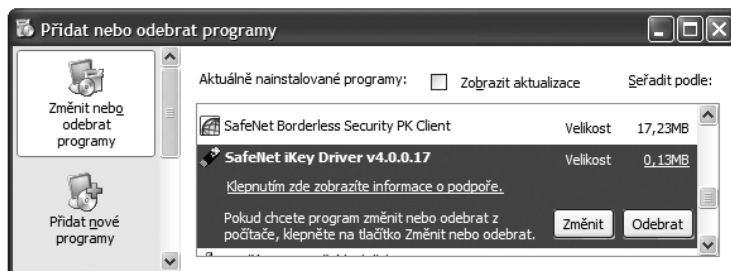 Přidat nebo odebrat programy
Změnit nebo
odebrat
programy
Přidat nové
programy
Aktuálně nainstalované programy:
Zobrazit aktualizace
Seřadit podle:
SafeNet Borderless Security PK Client
Velikost
17,23MB
SafeNet iKey Driver v4.0.0.17
Velikost
0,13MB
Klepnutím zde zobrazíte informace o podpoře.
Pokud chcete program změnit nebo odebrat z
počítače, klepněte na tlačítko Změnit nebo odebrat.
Změnit
Odebrat